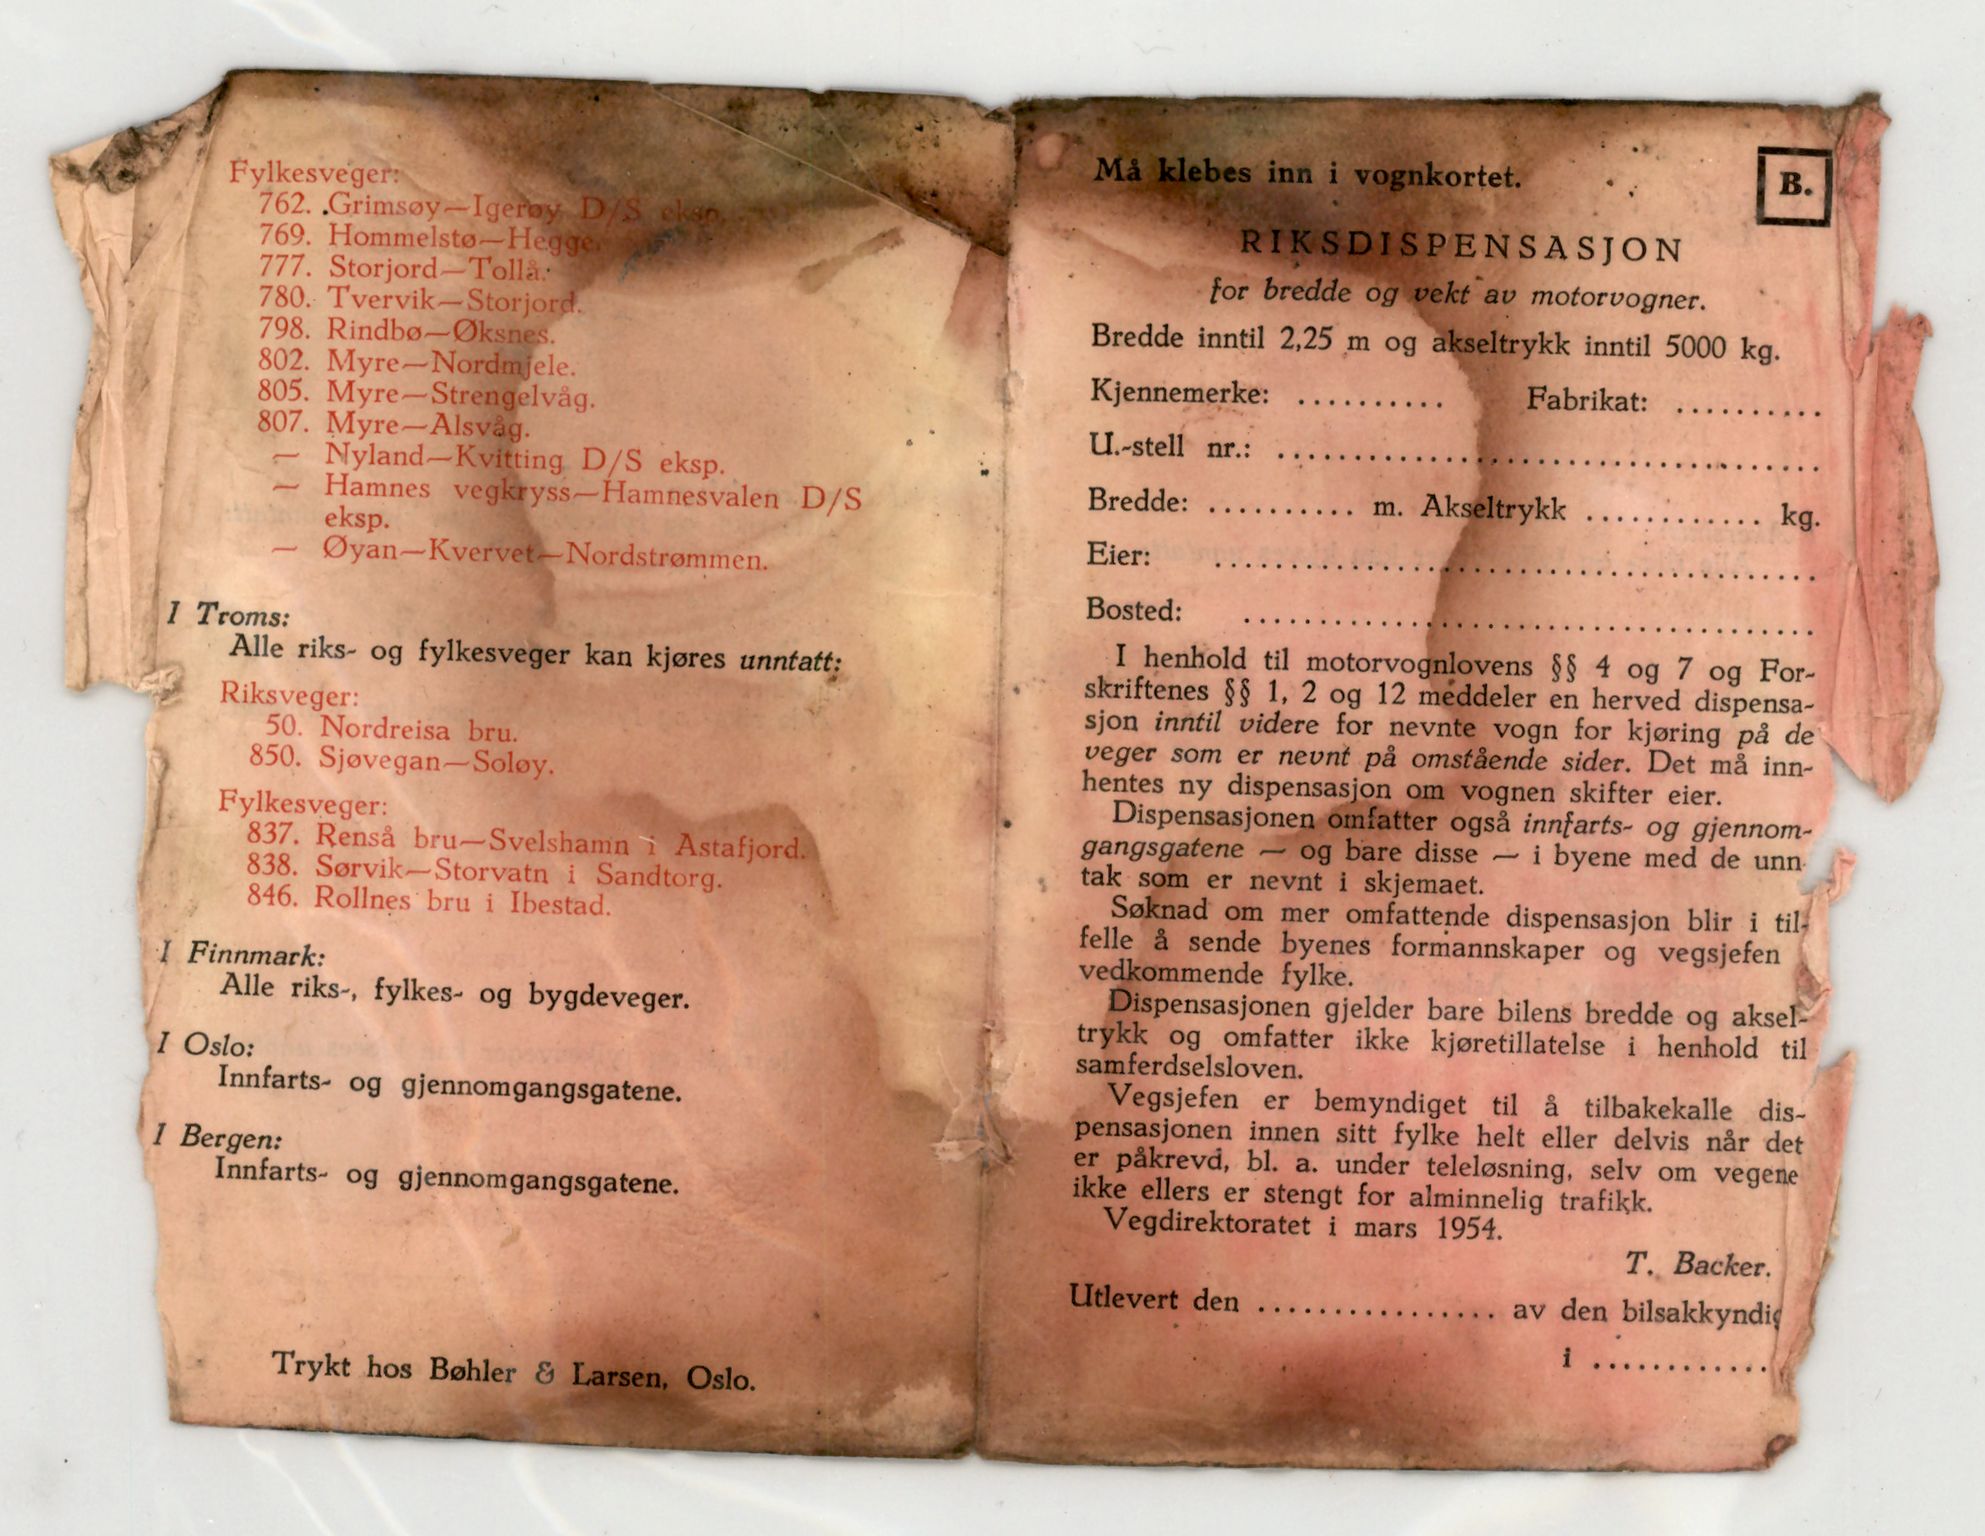 Fylkesveger:
762. Grimsøy—Igerøy D/S eksp.
769. Hommelstø—Hegge.
777. Storjord—Tollå.
780. Tvervik—Storjord.
798. Rindbø—Øksnes.
802. Myre—Nordmjele.
805. Myre—Strengelvåg.
807. Myre—Alsvåg.
— Nyland—Kvitting D/S eksp.
— Hamnes vegkryss—Hamnesvalen D/S
eksp.
— Øyan—Kvervet—Nordstrømmen.
I Troms:
Alle riks- og fylkesveger kan kjøres unntatt:
Riksveger:
50. Nordreisa bru.
850. Sjøvegan—Soløy.
Fylkesveger:
837. Renså bru—Svelshamn i Astafjord.
838. Sørvik—Storvatn i Sandtorg.
846. Rollnes bru i Ibestad.
I Finnmark:
Alle riks-, fylkes- og bygdeveger.
I Oslo:
Innfarts- og gjennomgangsgatene.
I Bergen:
Innfarts- og gjennomgangsgatene.
Trykt hos Bøhler & Larsen, Oslo.
Må klebes inn i vognkortet.
B.
RIKSDISPENSASJON
for bredde og vekt av motorvogner.
Bredde inntil 2,25 m og akseltrykk inntil 5000 kg.
Kjennemerke: .......... Fabrikat: ..........
U.-stell nr.: ........................................
Bredde: .......... m. Akseltrykk ............ kg.
Eier: ........................................
Bosted: ........................................
I henhold til motorvognlovens §§ 4 og 7 og For-
skriftenes §§ 1, 2 og 12 meddeler en herved dispensa-
sjon inntil videre for nevnte vogn for kjøring på de
veger som er nevnt på omstående sider. Det må inn-
hentes ny dispensasjon om vognen skifter eier.
Dispensasjonen omfatter også innfarts- og gjennom-
gangsgatene — og bare disse — i byene med de unn
tak som er nevnt i skjemaet.
Søknad om mer omfattende dispensasjon blir i til-
felle å sende byenes formannskaper og vegsjefen
vedkommende fylke.
Dispensasjonen gjelder bare bilens bredde og aksel-
trykk og omfatter ikke kjøretillatelse i henhold til
samferdselsloven.
Vegsjefen er bemyndiget til å tilbakekalle dis-
pensasjonen innen sitt fylke helt eller delvis når det
er påkrevd, bl. a. under teleløsning, selv om vegene
ikke ellers er stengt for alminnelig trafikk.
Vegdirektoratet i mars 1954.
T. Backer.
Utlevert den ................. av den bilsakkyndig
i .............